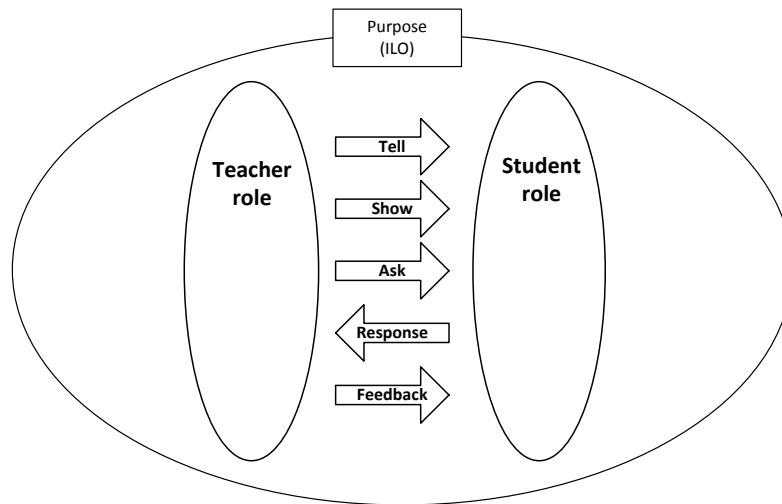 Purpose
(ILO)
Teacher
role
Student
role
Tell
Show
Ask
Response
Feedback